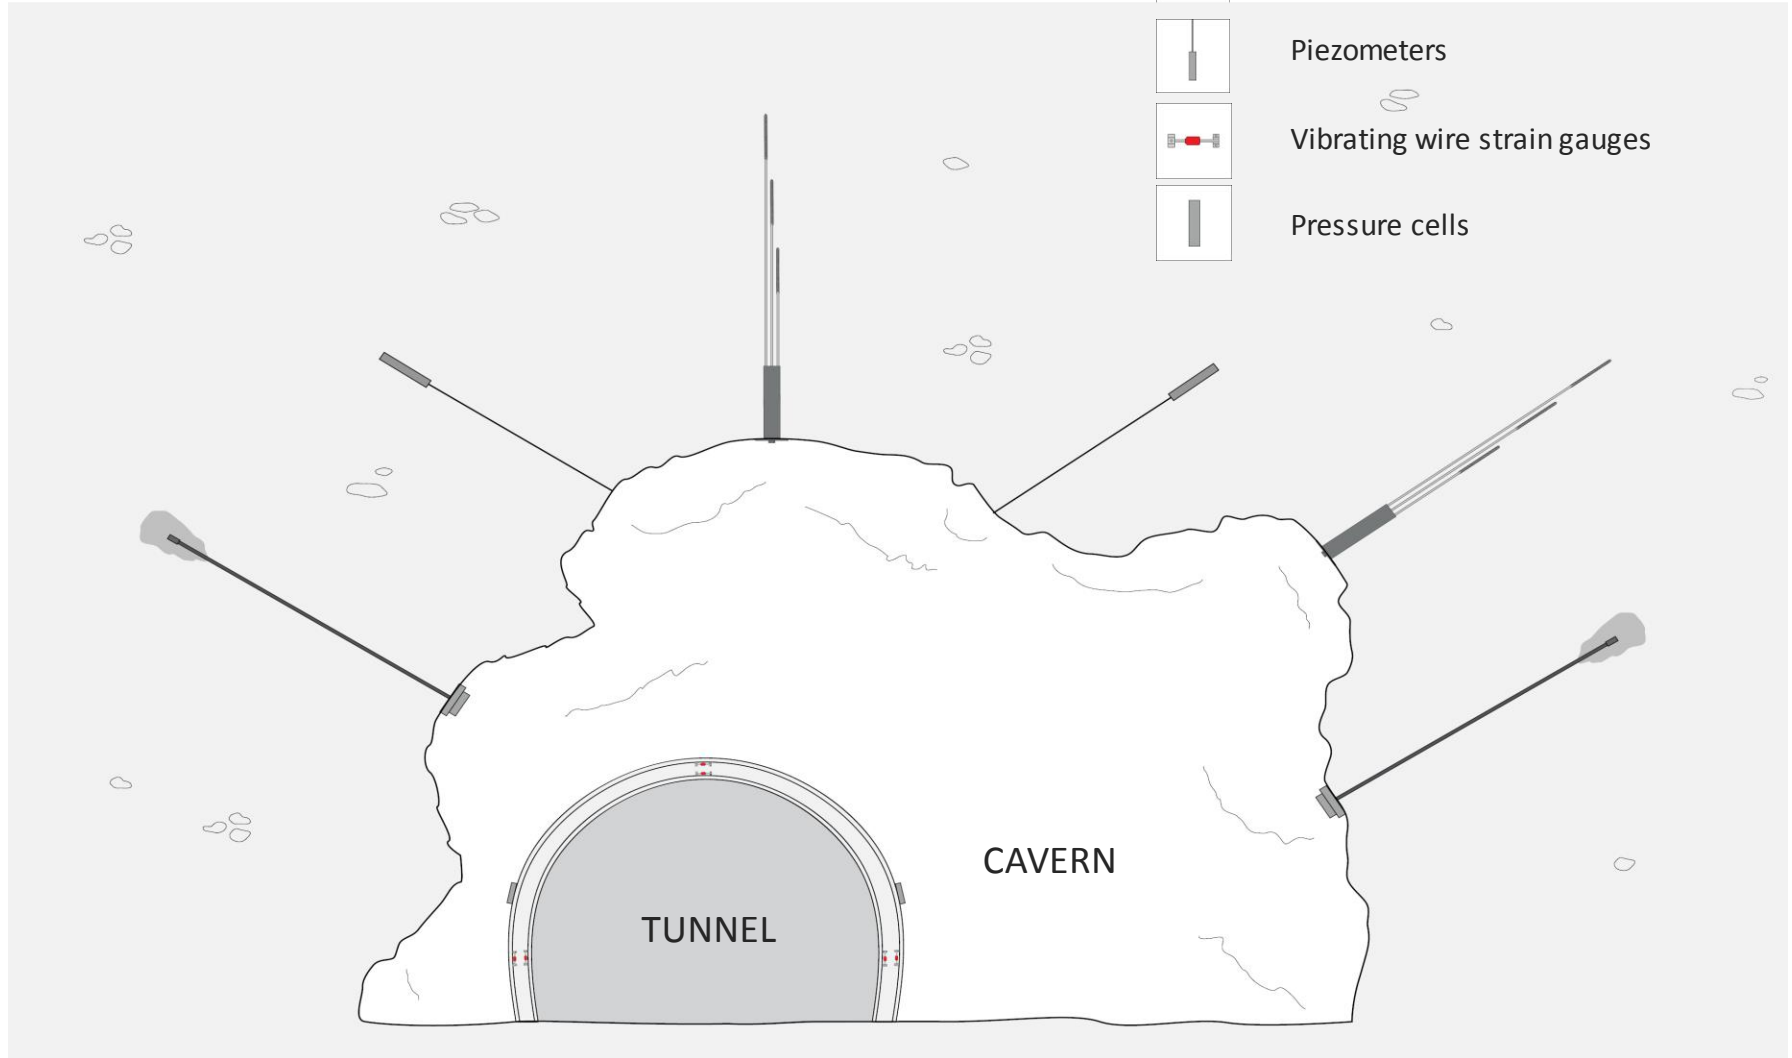 Piezometers
Vibrating wire strain gauges
Pressure cells
CAVERN
TUNNEL